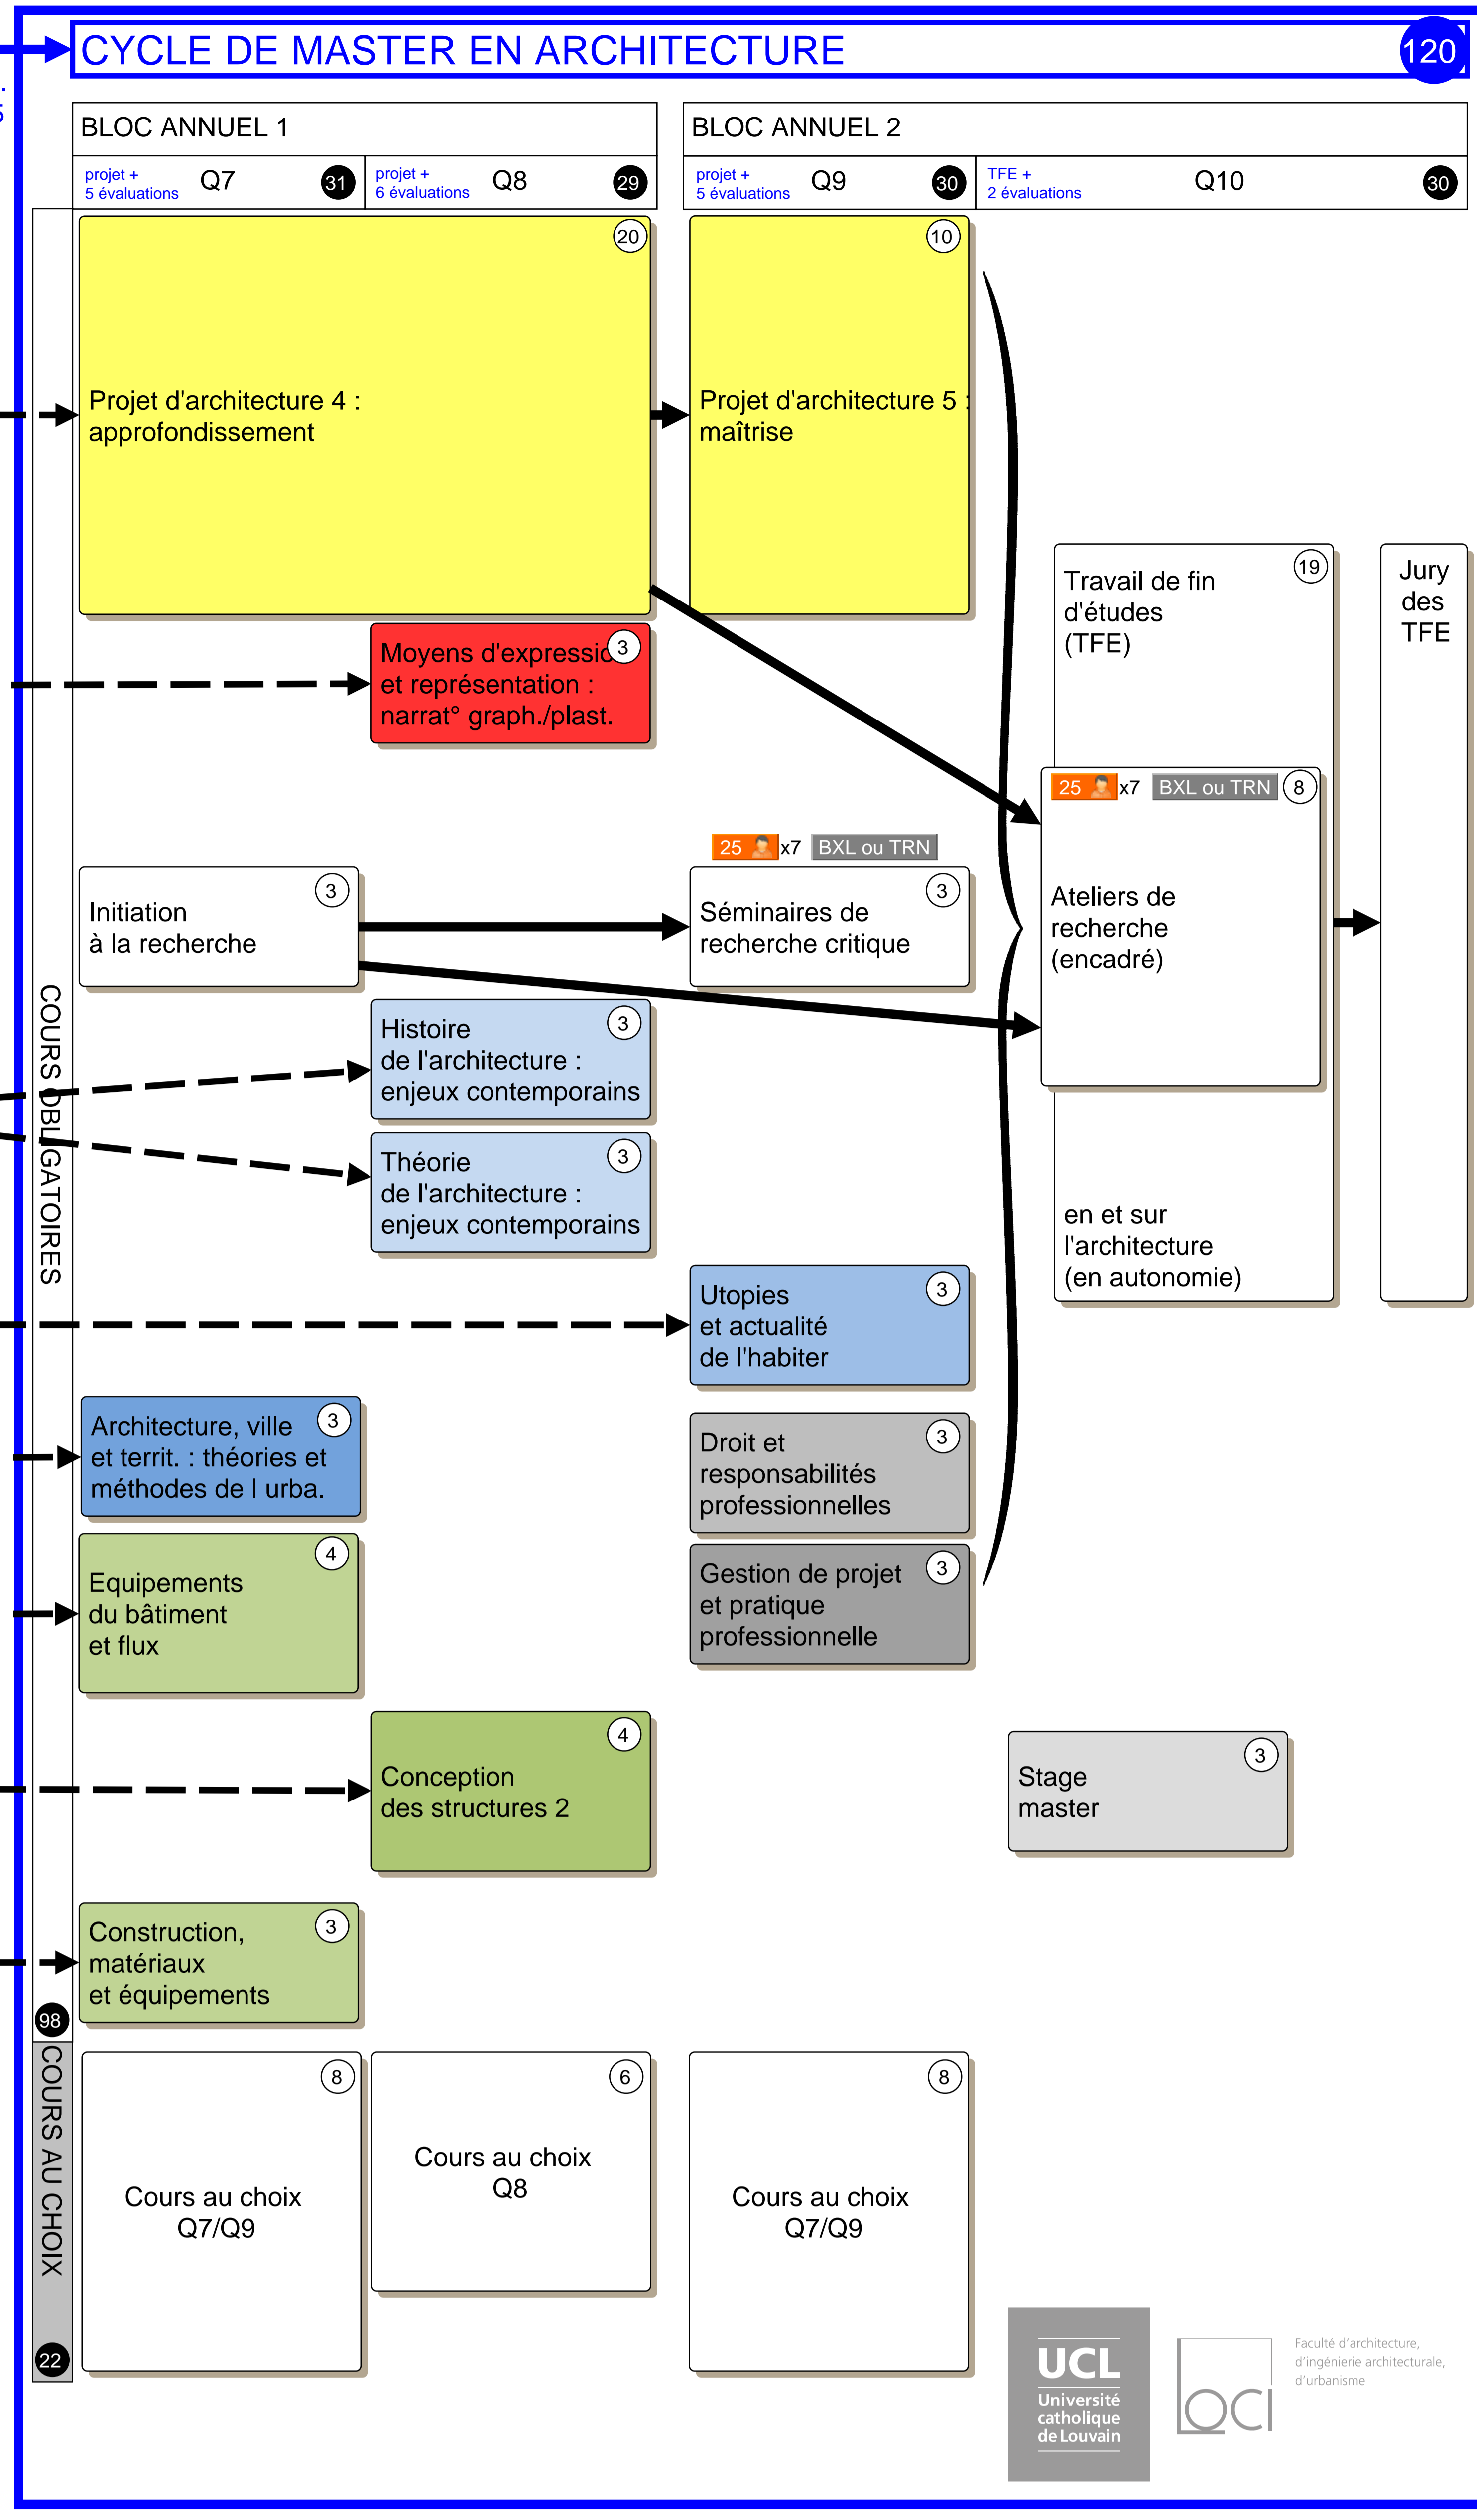 CYCLE DE MASTER EN ARCHITECTURE
120
BLOC ANNUEL 1
projet +
5 évaluations
Q7
31
projet +
6 évaluations
Q8
29
BLOC ANNUEL 2
projet +
5 évaluations
Q9
30
TFE +
2 évaluations
Q10
30
COURS OBLIGATOIRES
98
COURS AU CHOIX
22
20
Projet d'architecture 4 :
approfondissement
10
Projet d'architecture 5 :
maîtrise
3
Moyens d'expressio
et représentation :
narrat° graph./plast.
19
Travail de fin
d'études
(TFE)
Jury
des
TFE
25 x7 BXL ou TRN 8
Ateliers de
recherche
(encadré)
en et sur
l'architecture
(en autonomie)
3
Initiation
à la recherche
25 x7 BXL ou TRN
3
Séminaires de
recherche critique
3
Histoire
de l'architecture :
enjeux contemporains
3
Théorie
de l'architecture :
enjeux contemporains
3
Utopies
et actualité
de l'habiter
3
Architecture, ville
et territ. : théories et
méthodes de l urba.
3
Droit et
responsabilités
professionnelles
4
Equipements
du bâtiment
et flux
3
Gestion de projet
et pratique
professionnelle
4
Conception
des structures 2
3
Stage
master
3
Construction,
matériaux
et équipements
8
Cours au choix
Q7/Q9
6
Cours au choix
Q8
8
Cours au choix
Q7/Q9
UCL
Université
catholique
de Louvain
loci
Faculté d'architecture,
d'ingénierie architecturale,
d'urbanisme